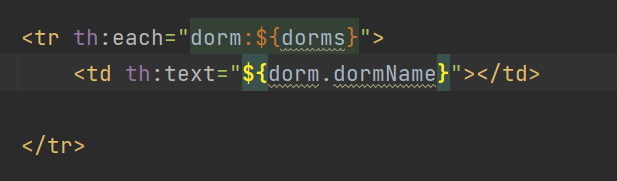 <tr th:each="dorm:${dorms}">
<td th:text="${dorm.dormName}"></td>
</tr>